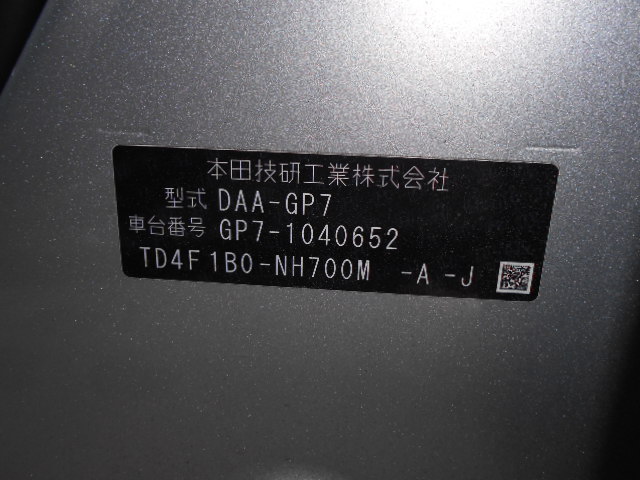 本田技研工業株式会社
型式 DAA-GP7
車台番号 GP7-1040652
TD4F1B0-NH700M -A -J